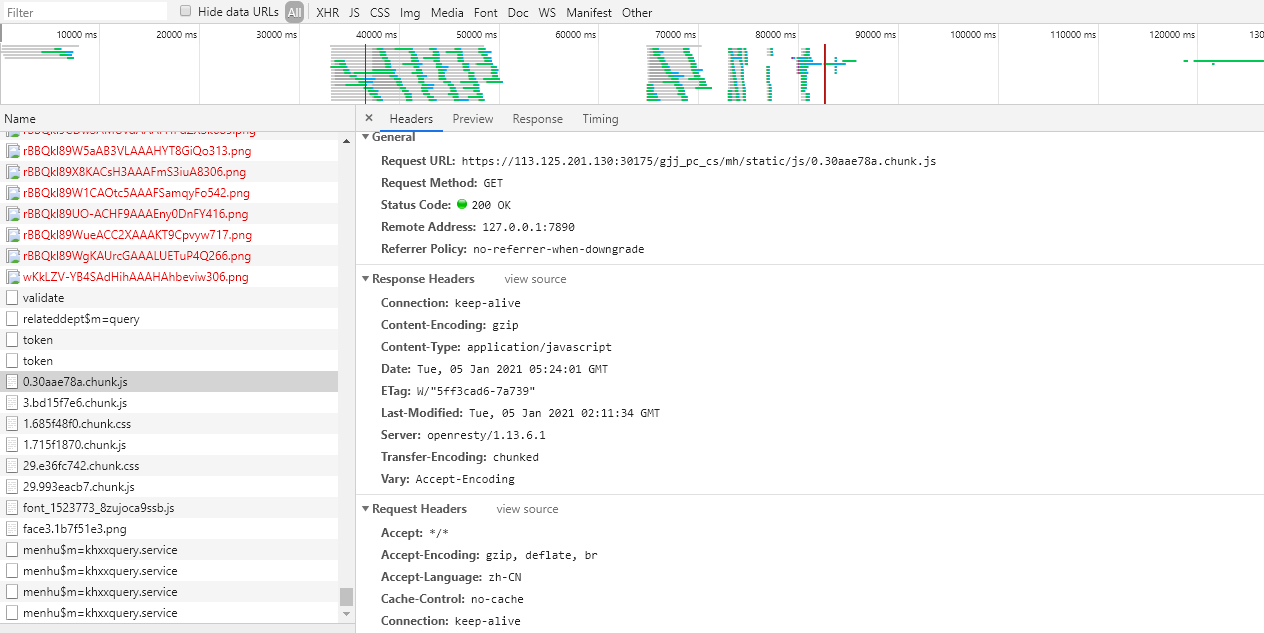 Filter Hide data URLs All XHR JS CSS Img Media Font Doc WS Manifest Other
10000 ms 20000 ms 30000 ms 40000 ms 50000 ms 60000 ms 70000 ms 80000 ms 90000 ms 100000 ms 110000 ms 120000 ms 130
Name
rBBQkl89W5aAB3VLAAAHYT8GiQo313.png
rBBQkl89X8KACsH3AAAFmS3iuA8306.png
rBBQkl89W1CAOtc5AAAFSamqyFo542.png
rBBQkl89UO-ACHF9AAAEny0DnFY416.png
rBBQkl89WueACC2XAAAKT9Cpvyw717.png
rBBQkl89WgKAUrcGAAALUETuP4Q266.png
wKkLZV-YB4SAdHihAAAHAhbeviw306.png
validate
relateddept$m=query
token
token
0.30aae78a.chunk.js
3.bd15f7e6.chunk.js
1.685f48f0.chunk.css
1.715f1870.chunk.js
29.e36fc742.chunk.css
29.993eacb7.chunk.js
font_1523773_8zujoca9ssb.js
face3.1b7f51e3.png
menhu$m=khxxquery.service
menhu$m=khxxquery.service
menhu$m=khxxquery.service
menhu$m=khxxquery.service
× Headers Preview Response Timing
General
Request URL: https://113.125.201.130:30175/gjj_pc_cs/mh/static/js/0.30aae78a.chunk.js
Request Method: GET
Status Code: 200 OK
Remote Address: 127.0.0.1:7890
Referrer Policy: no-referrer-when-downgrade
Response Headers view source
Connection: keep-alive
Content-Encoding: gzip
Content-Type: application/javascript
Date: Tue, 05 Jan 2021 05:24:01 GMT
ETag: W/"5ff3cad6-7a739"
Last-Modified: Tue, 05 Jan 2021 02:11:34 GMT
Server: openresty/1.13.6.1
Transfer-Encoding: chunked
Vary: Accept-Encoding
Request Headers view source
Accept: */*
Accept-Encoding: gzip, deflate, br
Accept-Language: zh-CN
Cache-Control: no-cache
Connection: keep-alive